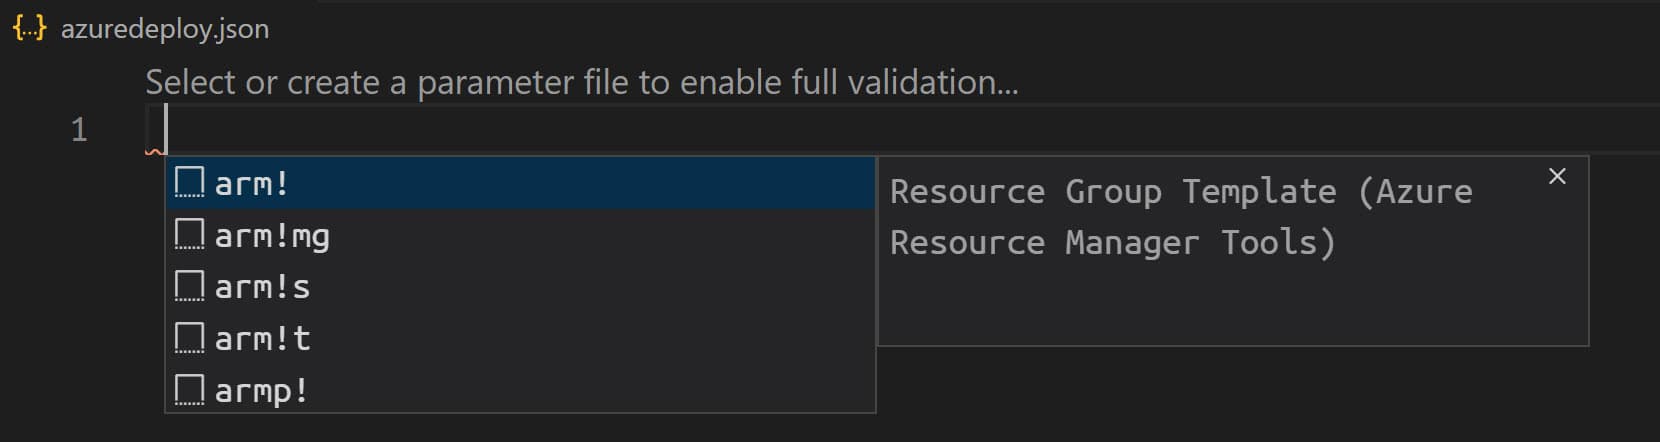 azuredeploy.json
Select or create a parameter file to enable full validation...
1
arm!
arm!mg
arm!s
arm!t
armp!
Resource Group Template (Azure
Resource Manager Tools)